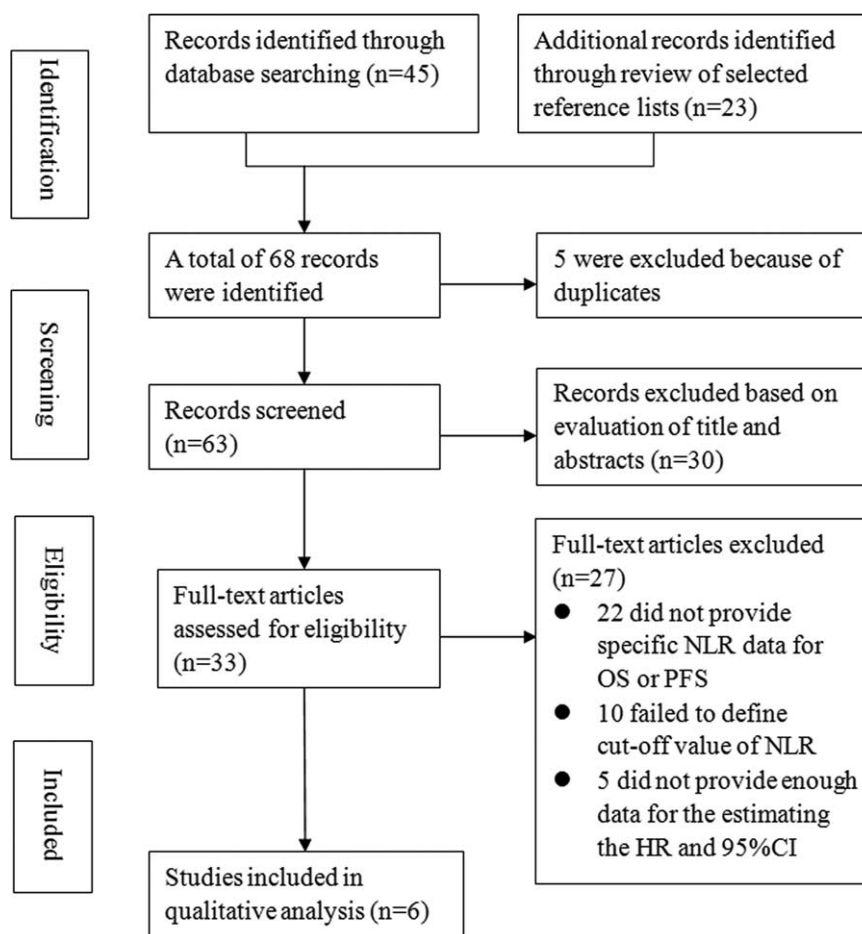 Identification
Records identified through
database searching (n=45)
Additional records identified
through review of selected
reference lists (n=23)
A total of 68 records
were identified
5 were excluded because of
duplicates
Screening
Records screened
(n=63)
Records excluded based on
evaluation of title and
abstracts (n=30)
Eligibility
Full-text articles
assessed for eligibility
(n=33)
Full-text articles excluded
(n=27)
● 22 did not provide
specific NLR data for
OS or PFS
● 10 failed to define
cut-off value of NLR
● 5 did not provide enough
data for the estimating
the HR and 95%CI
Included
Studies included in
qualitative analysis (n=6)